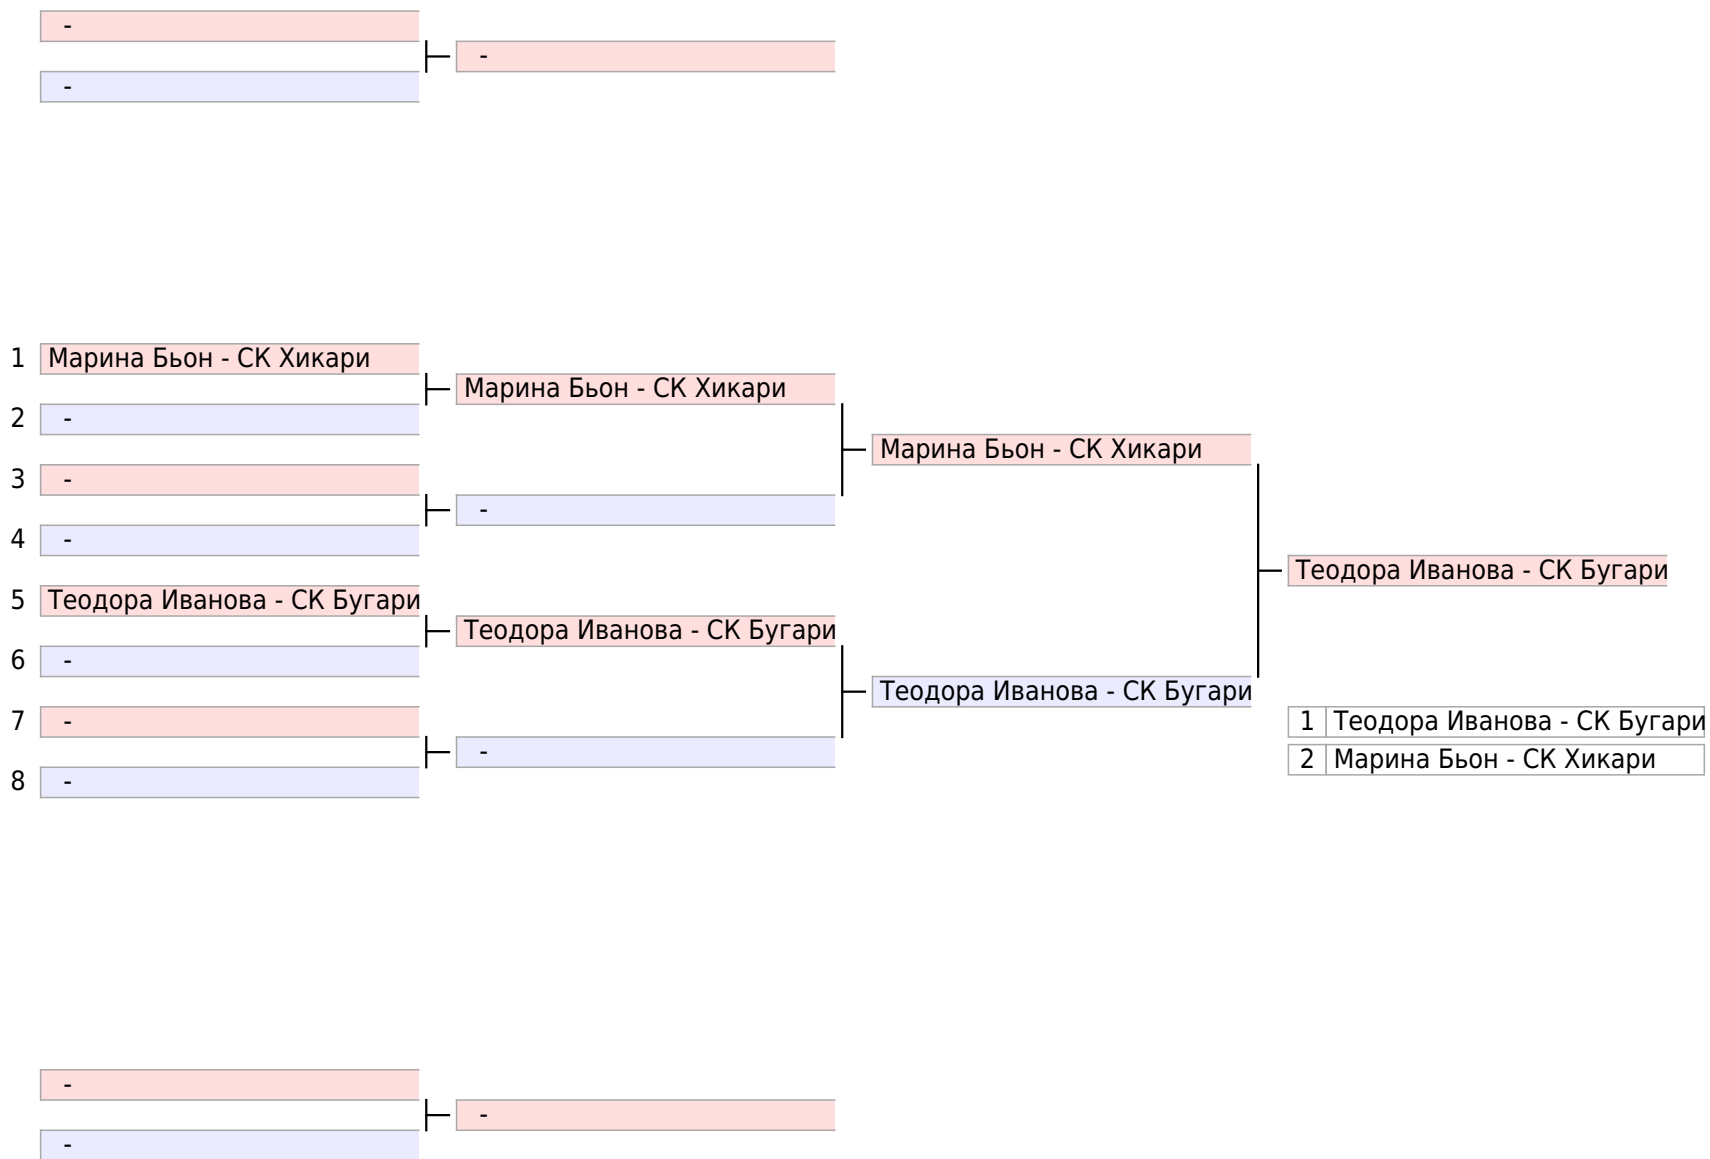 -
-
-
1 Марина Бьон - СК Хикари
Марина Бьон - СК Хикари
2 -
Марина Бьон - СК Хикари
3 -
-
4 -
Теодора Иванова - СК Бугари
5 Теодора Иванова - СК Бугари
Теодора Иванова - СК Бугари
6 -
Теодора Иванова - СК Бугари
7 -
1 Теодора Иванова - СК Бугари
-
2 Марина Бьон - СК Хикари
8 -
-
-
-